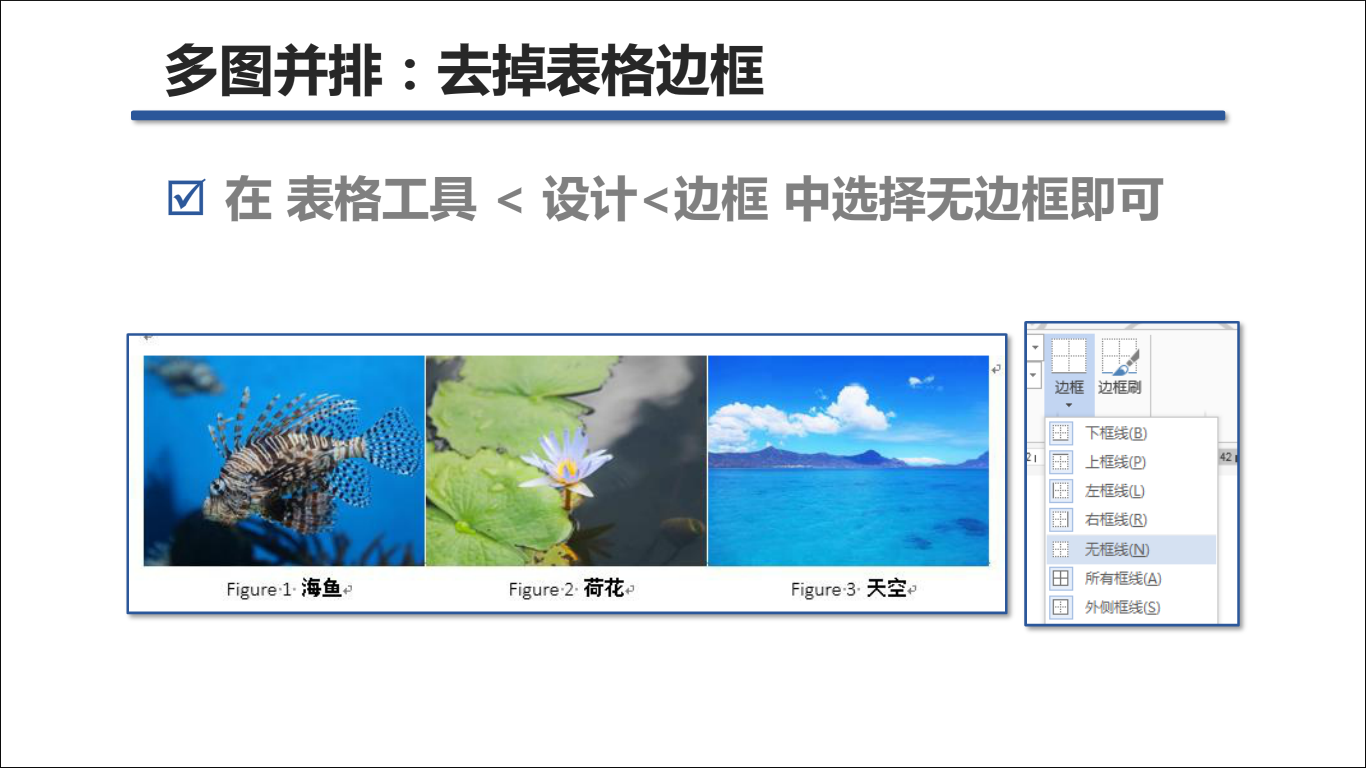 多图并排：去掉表格边框
在 表格工具 < 设计<边框 中选择无边框即可
Figure·1· 海鱼
Figure·2· 荷花
Figure·3· 天空
边框 边框刷
下框线(B)
2
42
上框线(P)
左框线(L)
右框线(R)
无框线(N)
所有框线(A)
外侧框线(S)